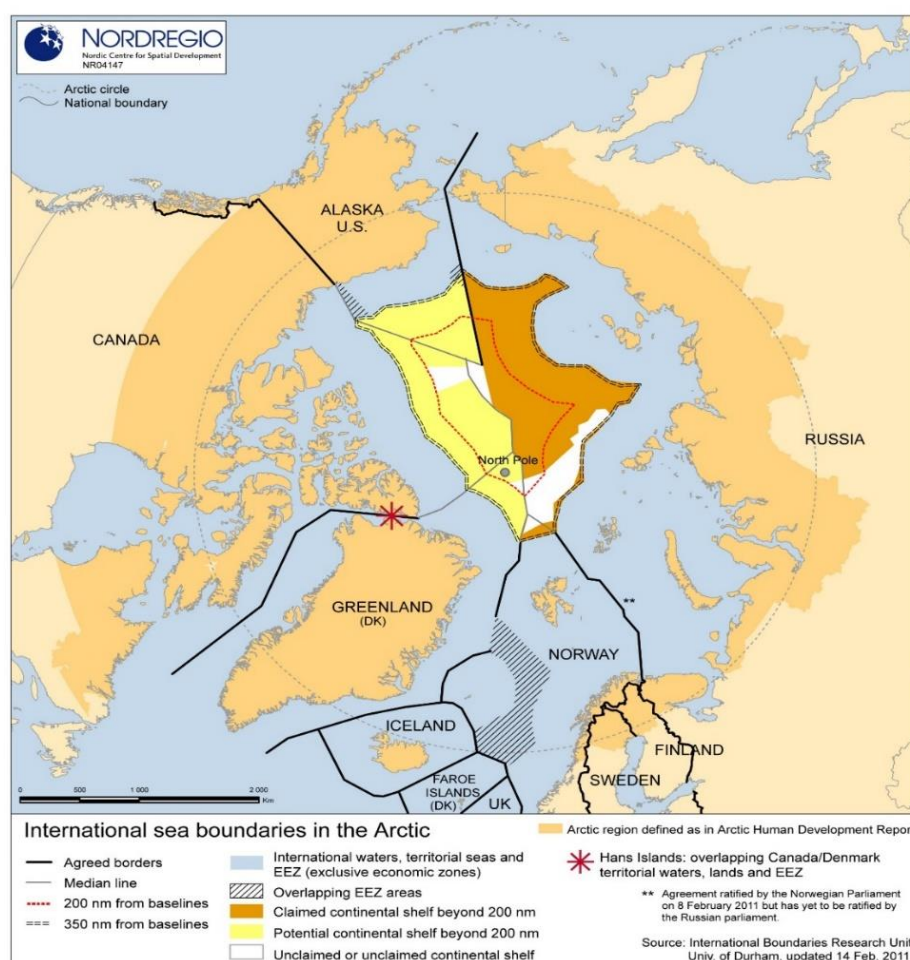 NORDREGIO
Nordic Centre for Spatial Development
NR04147
Arctic circle
National boundary
ALASKA
U.S.
CANADA
RUSSIA
North Pole
GREENLAND
(DK)
**
NORWAY
ICELAND
FINLAND
SWEDEN
FAROE
ISLANDS
(DK)
UK
0 500 1 000 2 000
Km
International sea boundaries in the Arctic
Agreed borders
Median line
200 nm from baselines
350 nm from baselines
International waters, territorial seas and
EEZ (exclusive economic zones)
Overlapping EEZ areas
Claimed continental shelf beyond 200 nm
Potential continental shelf beyond 200 nm
Unclaimed or unclaimed continental shelf
Arctic region defined as in Arctic Human Development Repor
Hans Islands: overlapping Canada/Denmark
territorial waters, lands and EEZ
** Agreement ratified by the Norwegian Parliament
on 8 February 2011 but has yet to be ratified by
the Russian parliament.
Source: International Boundaries Research Unit
Univ. of Durham, updated 14 Feb. 2011